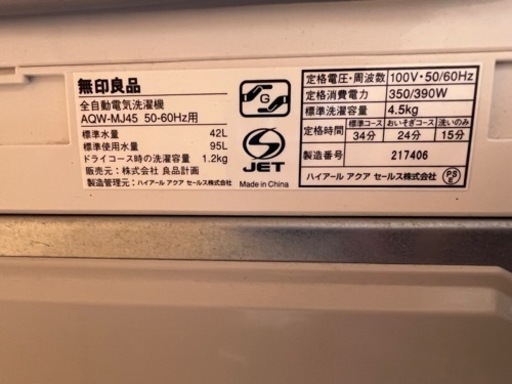 無印良品
全自動電気洗濯機
AQW-MJ45 50-60Hz用
標準水量 42L
標準使用水量 95L
ドライコース時の洗濯容量 1.2kg
販売元：株式会社 良品計画
製造管理元：ハイアール アクア セールス株式会社
G
S
JET
Made in China
定格電圧・周波数 100V・50/60Hz
定格消費電力 350/390W
標準洗濯容量 4.5kg
定格時間 標準コース おいそぎコース 洗いのみ
34分 24分 15分
製造番号 217406
ハイアール アクア セールス株式会社
PS
E